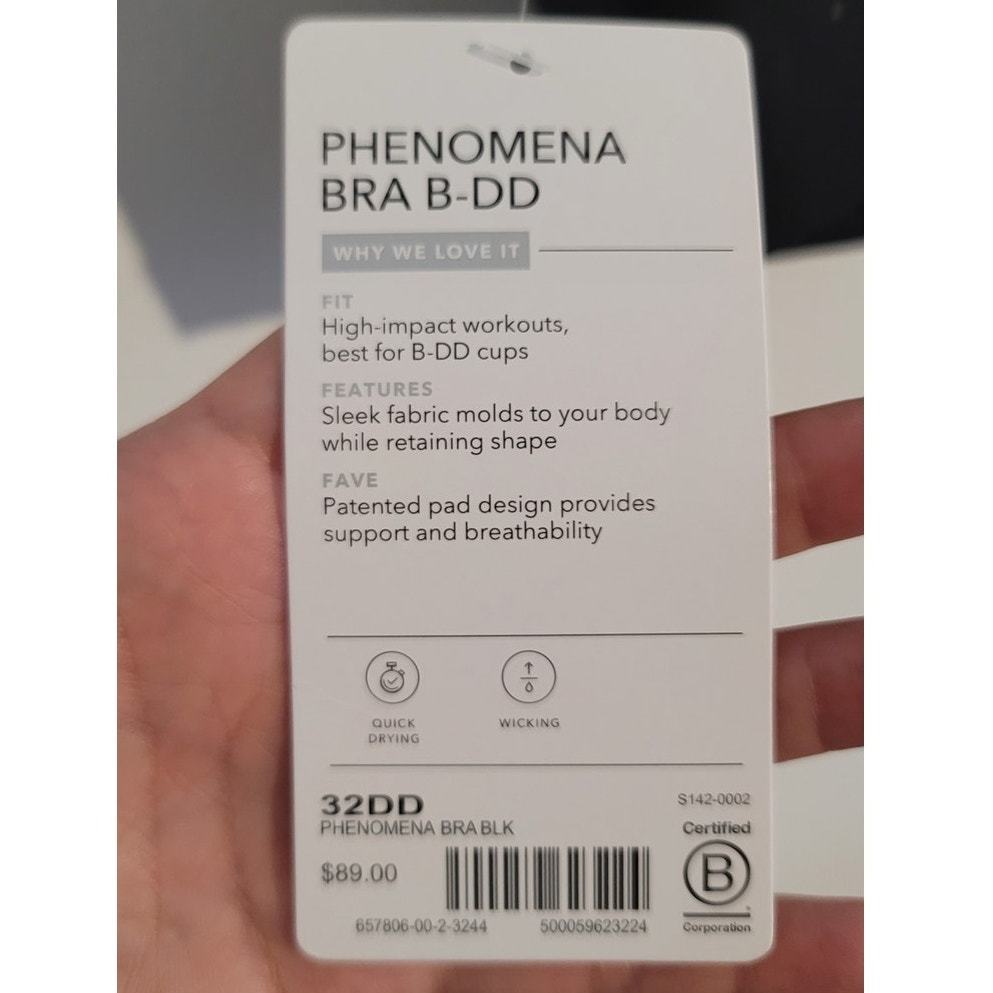 PHENOMENA
BRA B-DD
WHY WE LOVE IT
FIT
High-impact workouts,
best for B-DD cups
FEATURES
Sleek fabric molds to your body
while retaining shape
FAVE
Patented pad design provides
support and breathability
QUICK
DRYING
WICKING
32DD
S142-0002
PHENOMENA BRA BLK
Certified
$89.00
B
657806-00-2-3244
500059623224
Corporation